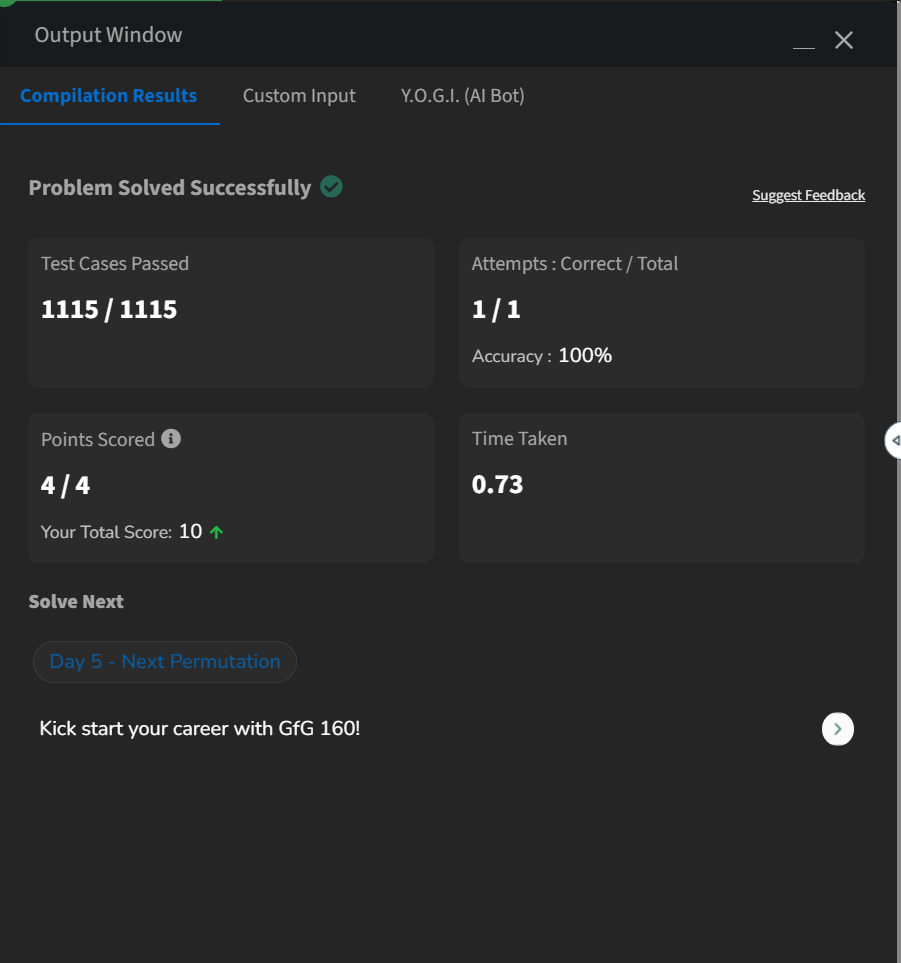 Output Window
Compilation Results
Custom Input
Y.O.G.I. (AI Bot)
Problem Solved Successfully
Suggest Feedback
Test Cases Passed
1115 / 1115
Attempts : Correct / Total
1 / 1
Accuracy : 100%
Points Scored
4 / 4
Your Total Score: 10
Time Taken
0.73
Solve Next
Day 5 - Next Permutation
Kick start your career with GfG 160!